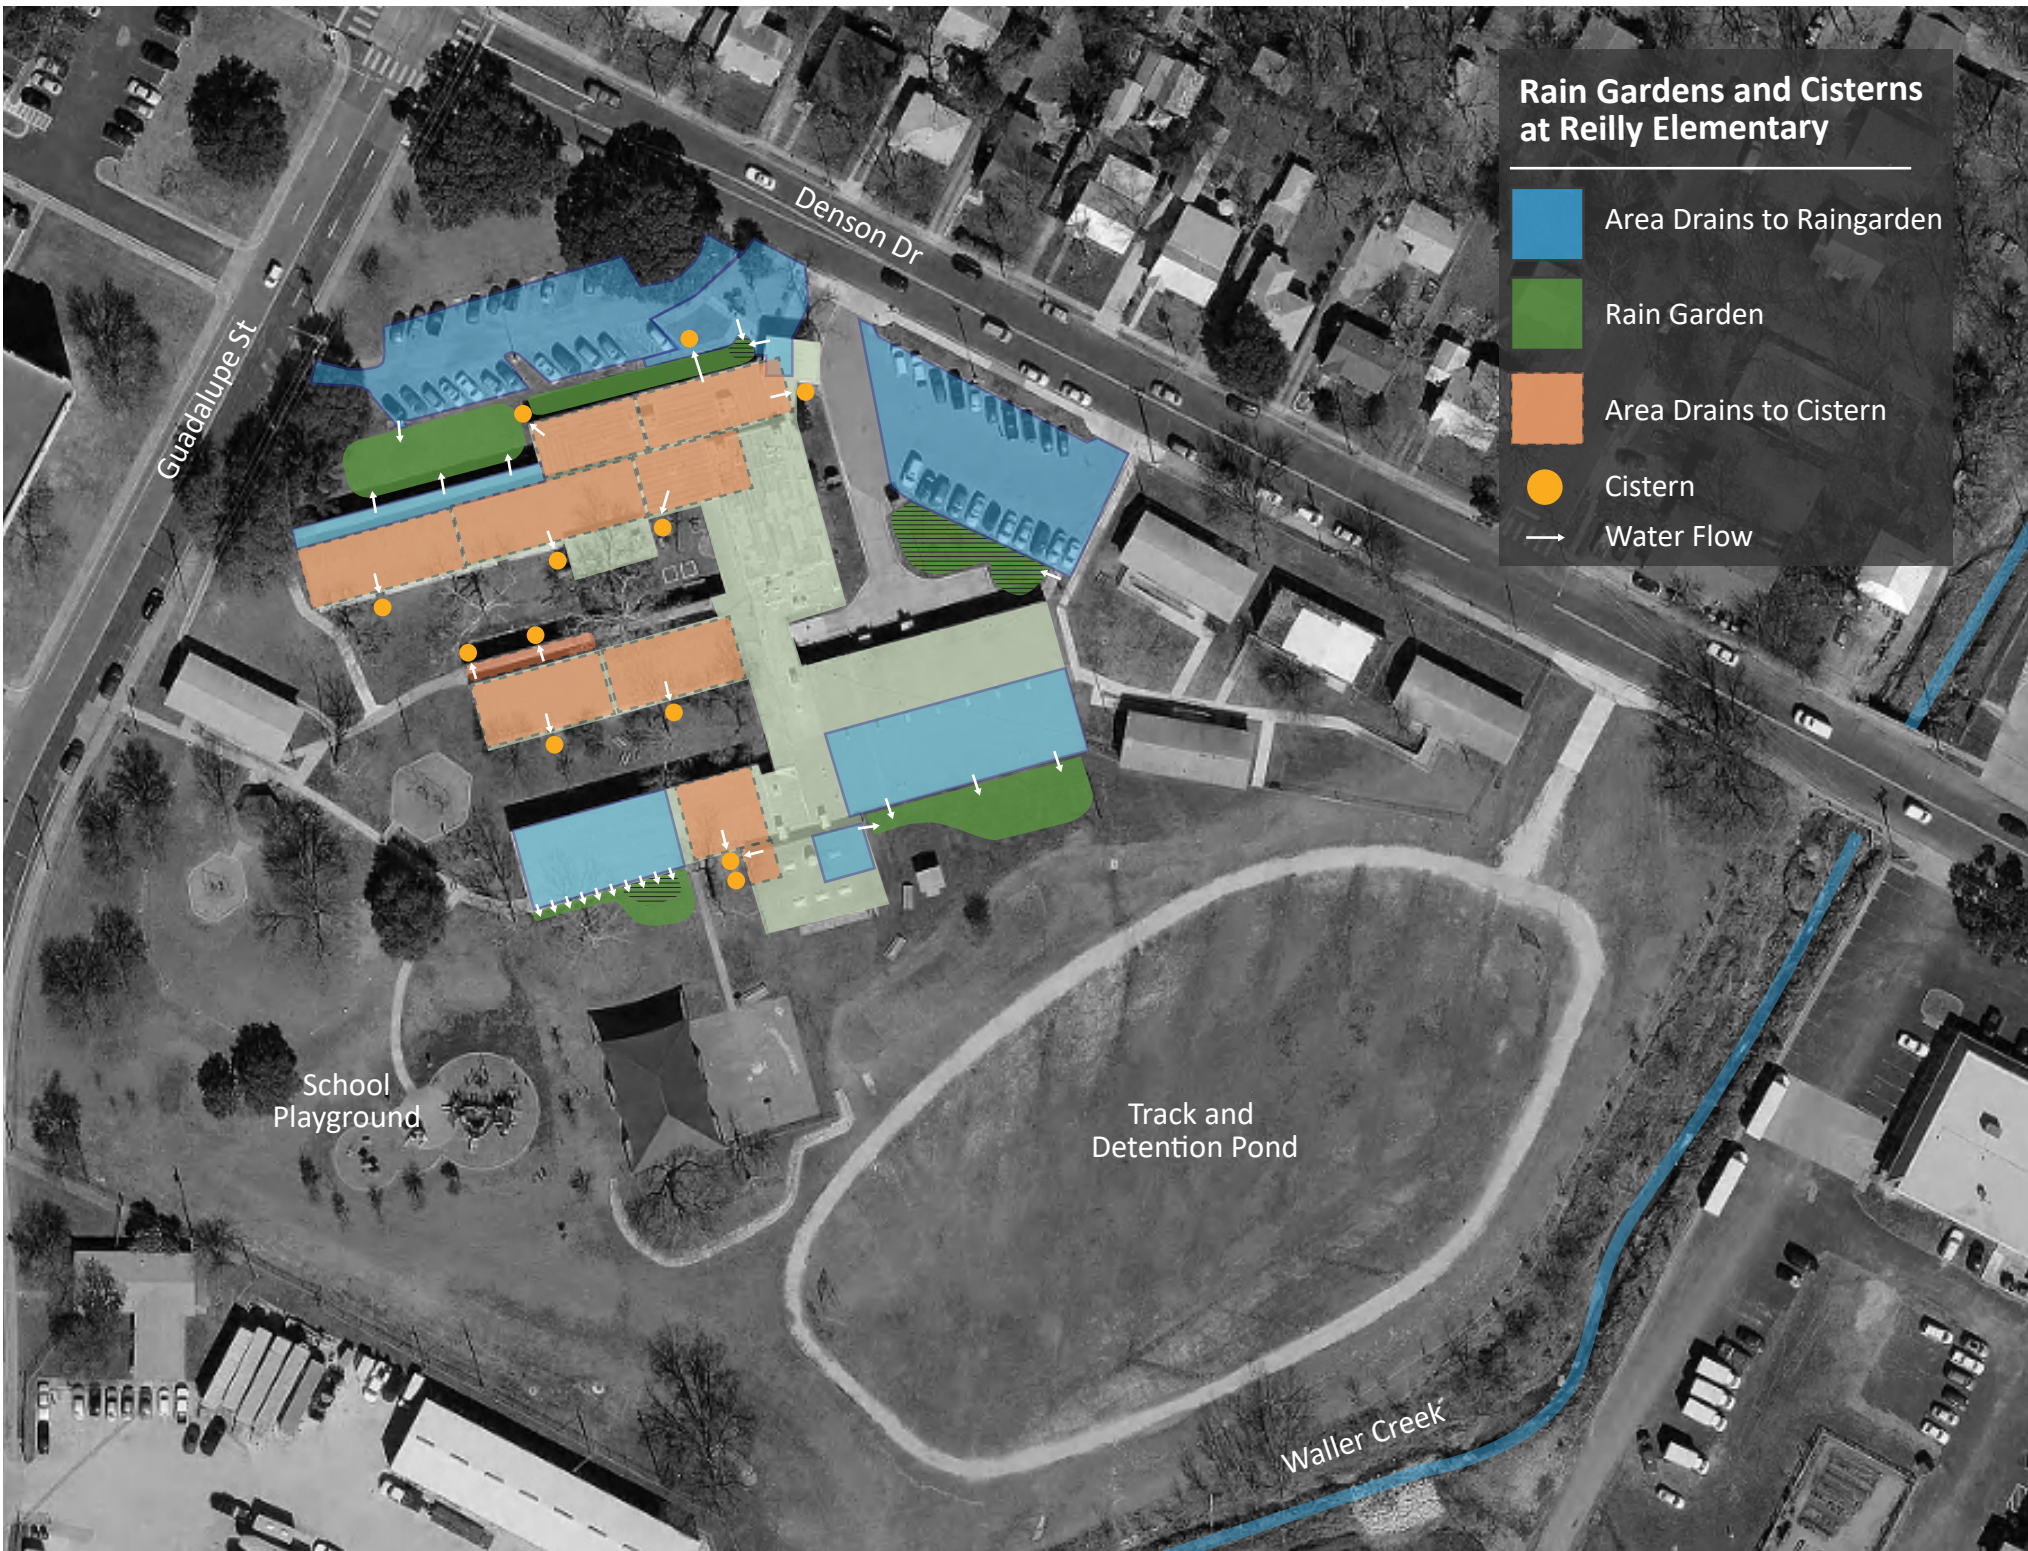 Rain Gardens and Cisterns
at Reilly Elementary
Area Drains to Raingarden
Rain Garden
Area Drains to Cistern
Cistern
Water Flow
Denson Dr
Guadalupe St
School
Playground
Track and
Detention Pond
Waller Creek